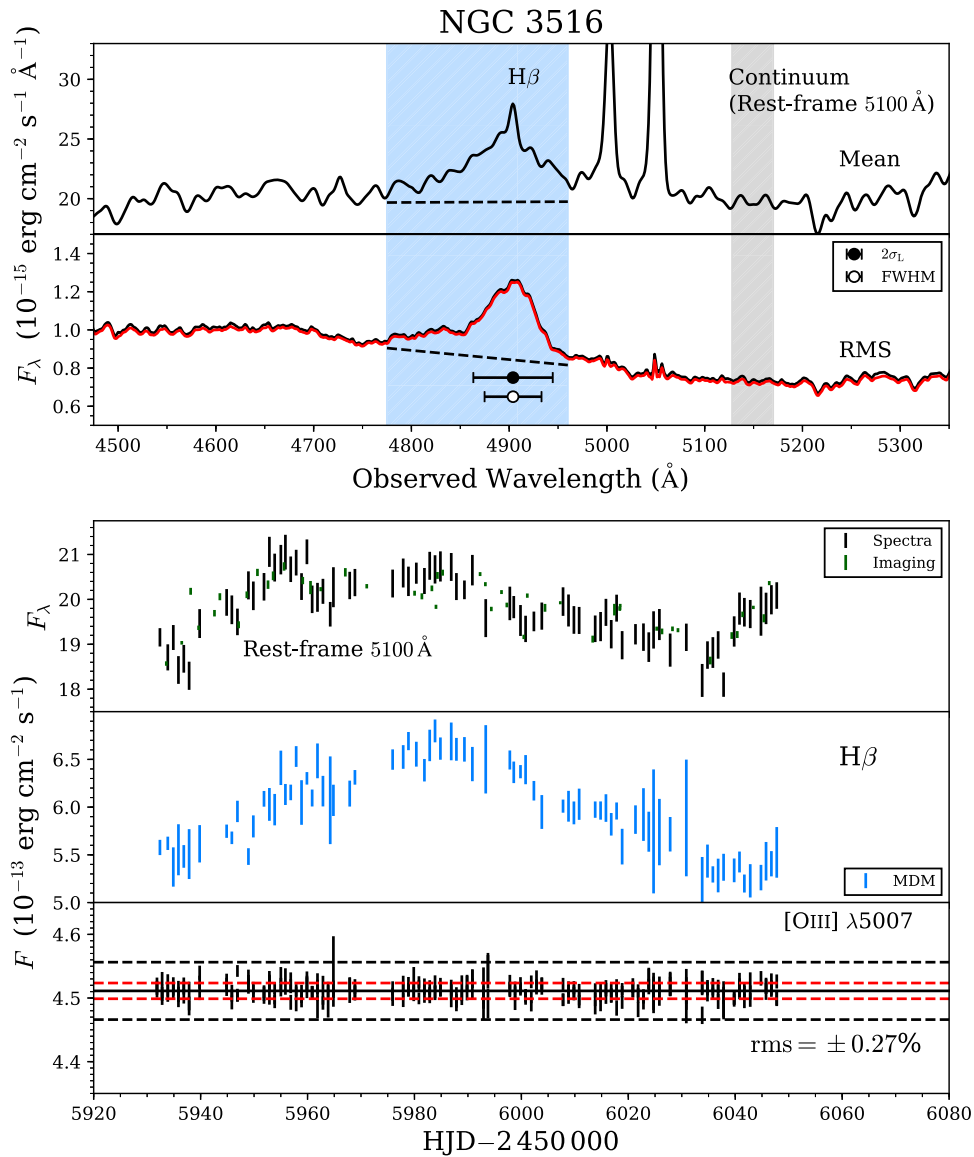 NGC 3516
30
25
20
F_λ (10⁻¹⁵ erg cm⁻² s⁻¹ Å⁻¹)
Hβ
Continuum
(Rest-frame 5100 Å)
Mean
1.4
1.2
1.0
0.8
0.6
2σ_L
FWHM
RMS
4500 4600 4700 4800 4900 5000 5100 5200 5300
Observed Wavelength (Å)
21
20
19
18
F_λ
Spectra
Imaging
Rest-frame 5100 Å
6.5
6.0
5.5
5.0
F (10⁻¹³ erg cm⁻² s⁻¹)
Hβ
MDM
4.6
4.5
4.4
[OIII] λ5007
rms = ± 0.27%
5920 5940 5960 5980 6000 6020 6040 6060 6080
HJD−2 450 000